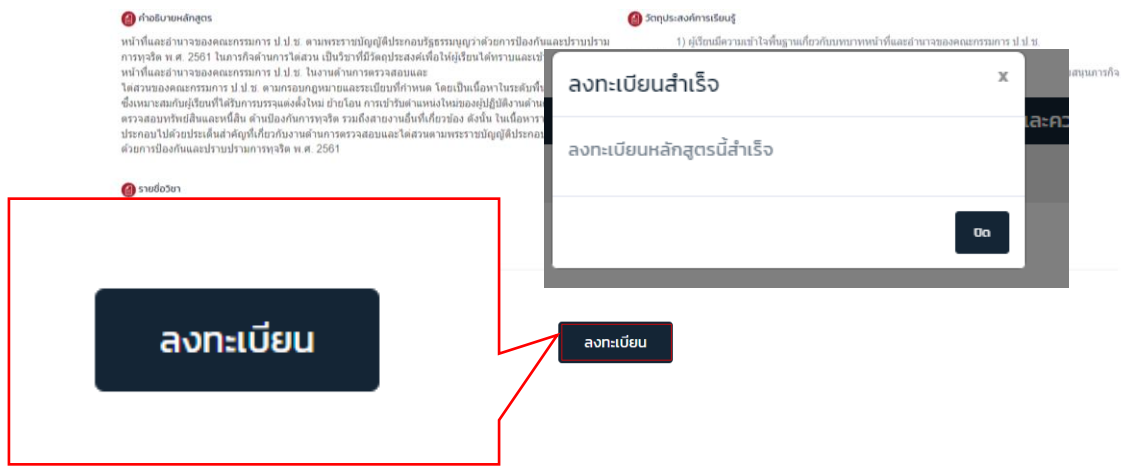 คำอธิบายหลักสูตร
หน้าที่และอำนาจของคณะกรรมการ ป.ป.ช. ตามพระราชบัญญัติประกอบรัฐธรรมนูญว่าด้วยการป้องกันและปราบปราม
การทุจริต พ.ศ. 2561 ในภารกิจด้านการไต่สวน เป็นวิชาที่มีวัตถุประสงค์เพื่อให้ผู้เรียนได้ทราบและเข้
หน้าที่และอำนาจของคณะกรรมการ ป.ป.ช. ในงานด้านการตรวจสอบและ
ไต่สวนของคณะกรรมการ ป.ป.ช. ตามกรอบกฎหมายและระเบียบที่กำหนด โดยเป็นเนื้อหาในระดับพื้น
ซึ่งเหมาะสมกับผู้เรียนที่ได้รับการบรรจุแต่งตั้งใหม่ ย้ายโอน การเข้ารับตำแหน่งใหม่ของผู้ปฏิบัติงานด้าน
ตรวจสอบทรัพย์สินและหนี้สิน ด้านป้องกันการทุจริต รวมถึงสายงานอื่นที่เกี่ยวข้อง ดังนั้น ในเนื้อหารา
ประกอบไปด้วยประเด็นสำคัญที่เกี่ยวกับงานด้านการตรวจสอบและไต่สวนตามพระราชบัญญัติประกอบ
ด้วยการป้องกันและปราบปรามการทุจริต พ.ศ. 2561
วัตถุประสงค์การเรียนรู้
1) ผู้เรียนมีความเข้าใจพื้นฐานเกี่ยวกับบทบาทหน้าที่และอำนาจของคณะกรรมการ ป.ป.ช.
สนุนภารกิจ
และคว
ลงทะเบียนสำเร็จ
x
ลงทะเบียนหลักสูตรนี้สำเร็จ
ปิด
รายชื่อวิชา
ลงทะเบียน
ลงทะเบียน